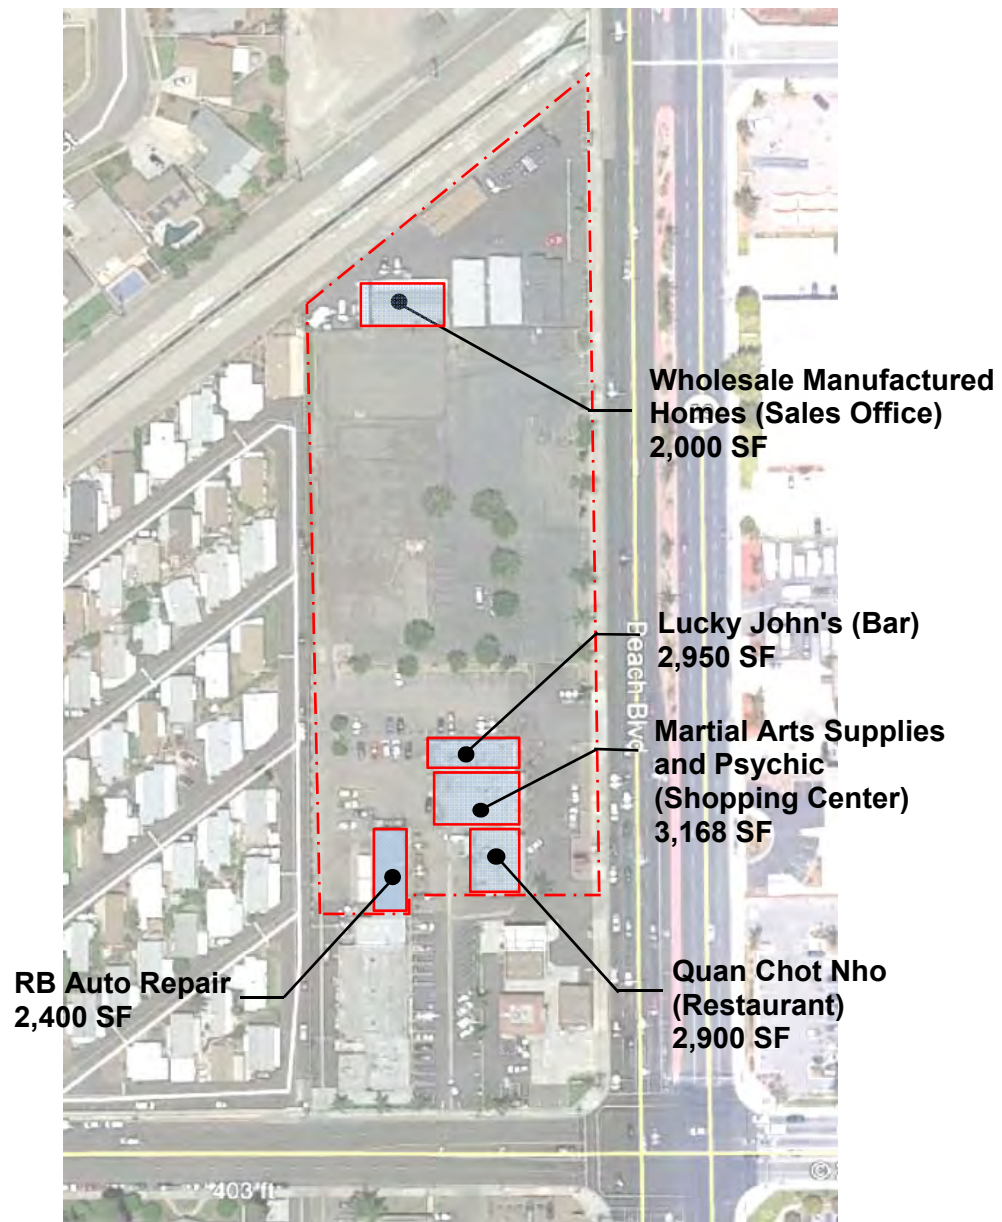 Wholesale Manufactured
Homes (Sales Office)
2,000 SF
Lucky John's (Bar)
2,950 SF
Beach Blvd
Martial Arts Supplies
and Psychic
(Shopping Center)
3,168 SF
RB Auto Repair
2,400 SF
Quan Chot Nho
(Restaurant)
2,900 SF
403 ft
©